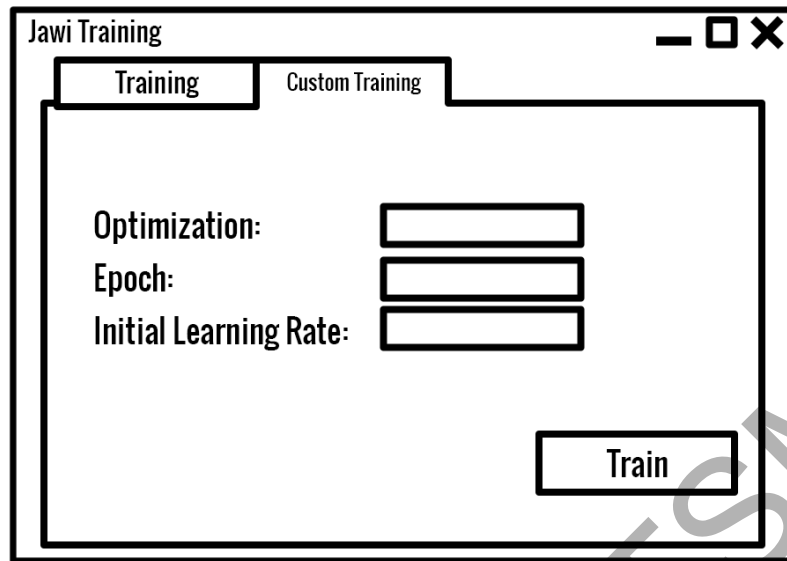 Jawi Training
Training
Custom Training
Optimization:
Epoch:
Initial Learning Rate:
Train